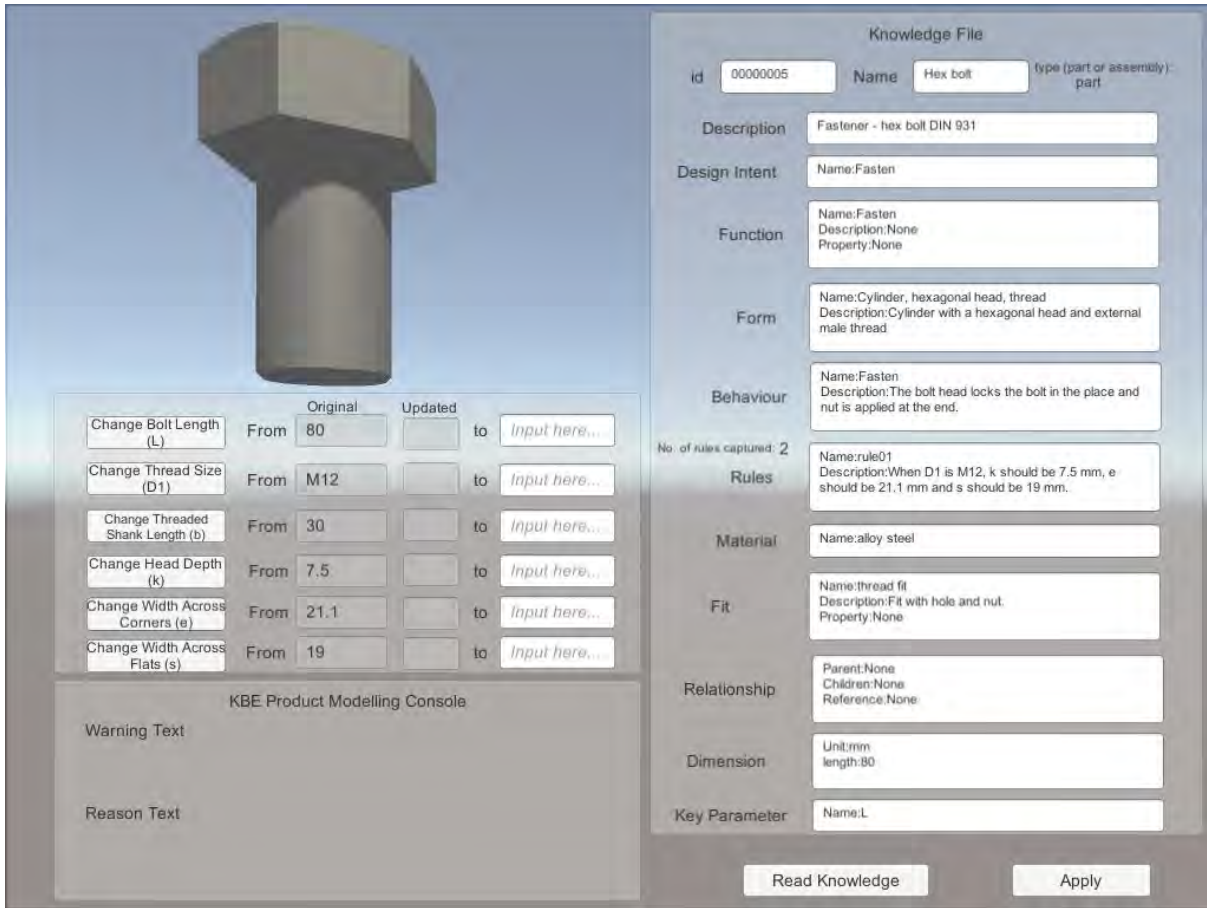 Original
Updated
Change Bolt Length
(L)
From
80
to
Input here...
Change Thread Size
(D1)
From
M12
to
Input here...
Change Threaded
Shank Length (b)
From
30
to
Input here...
Change Head Depth
(k)
From
7.5
to
Input here...
Change Width Across
Corners (e)
From
21.1
to
Input here...
Change Width Across
Flats (s)
From
19
to
Input here...
KBE Product Modelling Console
Warning Text
Reason Text
Knowledge File
id
00000005
Name
Hex bolt
type (part or assembly):
part
Description
Fastener - hex bolt DIN 931
Design Intent
Name:Fasten
Function
Name:Fasten
Description:None
Property:None
Form
Name:Cylinder, hexagonal head, thread
Description:Cylinder with a hexagonal head and external
male thread
Behaviour
Name:Fasten
Description:The bolt head locks the bolt in the place and
nut is applied at the end.
No. of rules captured: 2
Rules
Name:rule01
Description:When D1 is M12, k should be 7.5 mm, e
should be 21.1 mm and s should be 19 mm.
Material
Name:alloy steel
Fit
Name:thread fit
Description:Fit with hole and nut.
Property:None
Relationship
Parent:None
Children:None
Reference:None
Dimension
Unit:mm
length:80
Key Parameter
Name:L
Read Knowledge
Apply